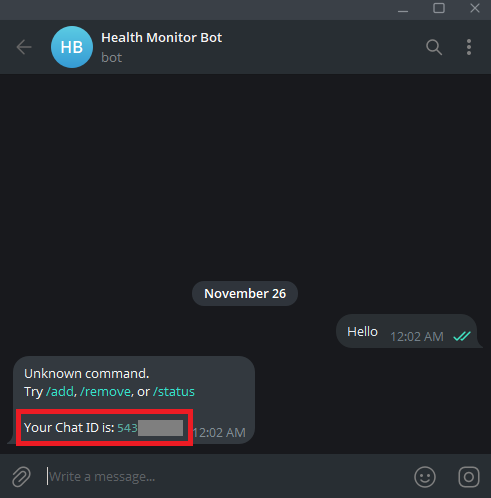 HB
Health Monitor Bot
bot
November 26
Hello 12:02 AM
Unknown command.
Try /add, /remove, or /status
Your Chat ID is: 543
12:02 AM
Write a message...